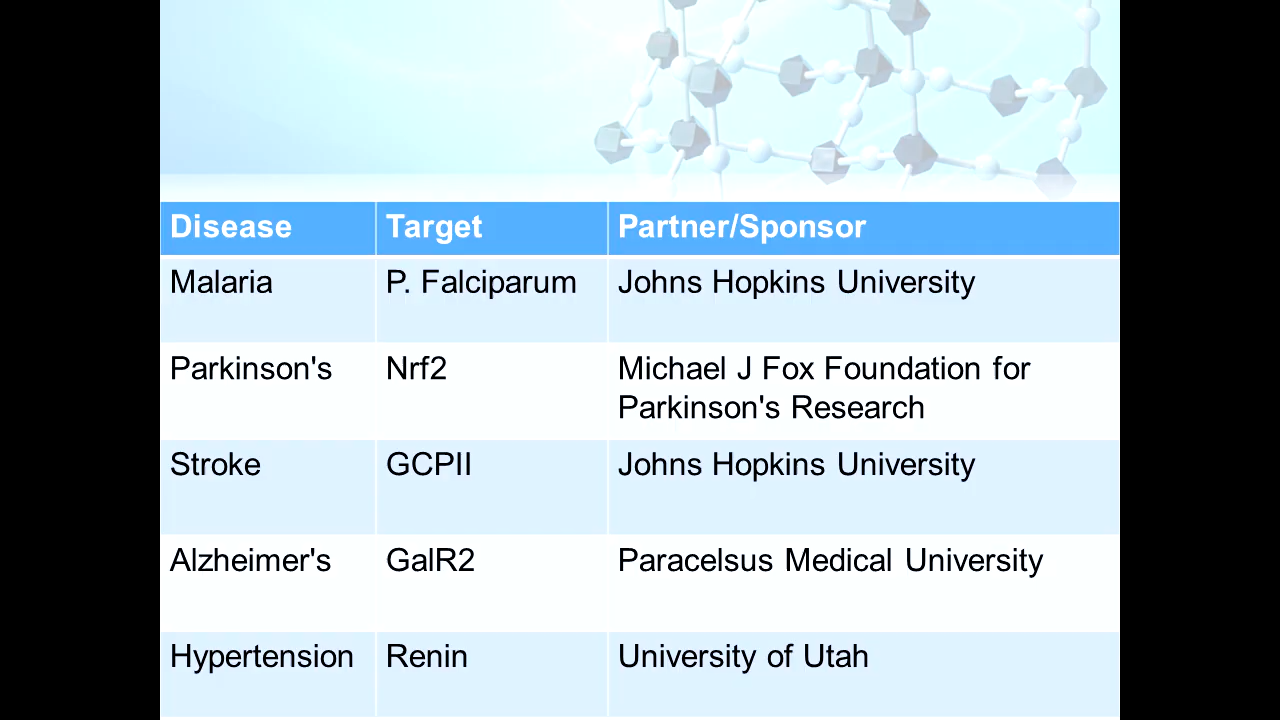 Disease Target Partner/Sponsor
Malaria P. Falciparum Johns Hopkins University
Parkinson's Nrf2 Michael J Fox Foundation for
Parkinson's Research
Stroke GCPII Johns Hopkins University
Alzheimer's GalR2 Paracelsus Medical University
Hypertension Renin University of Utah